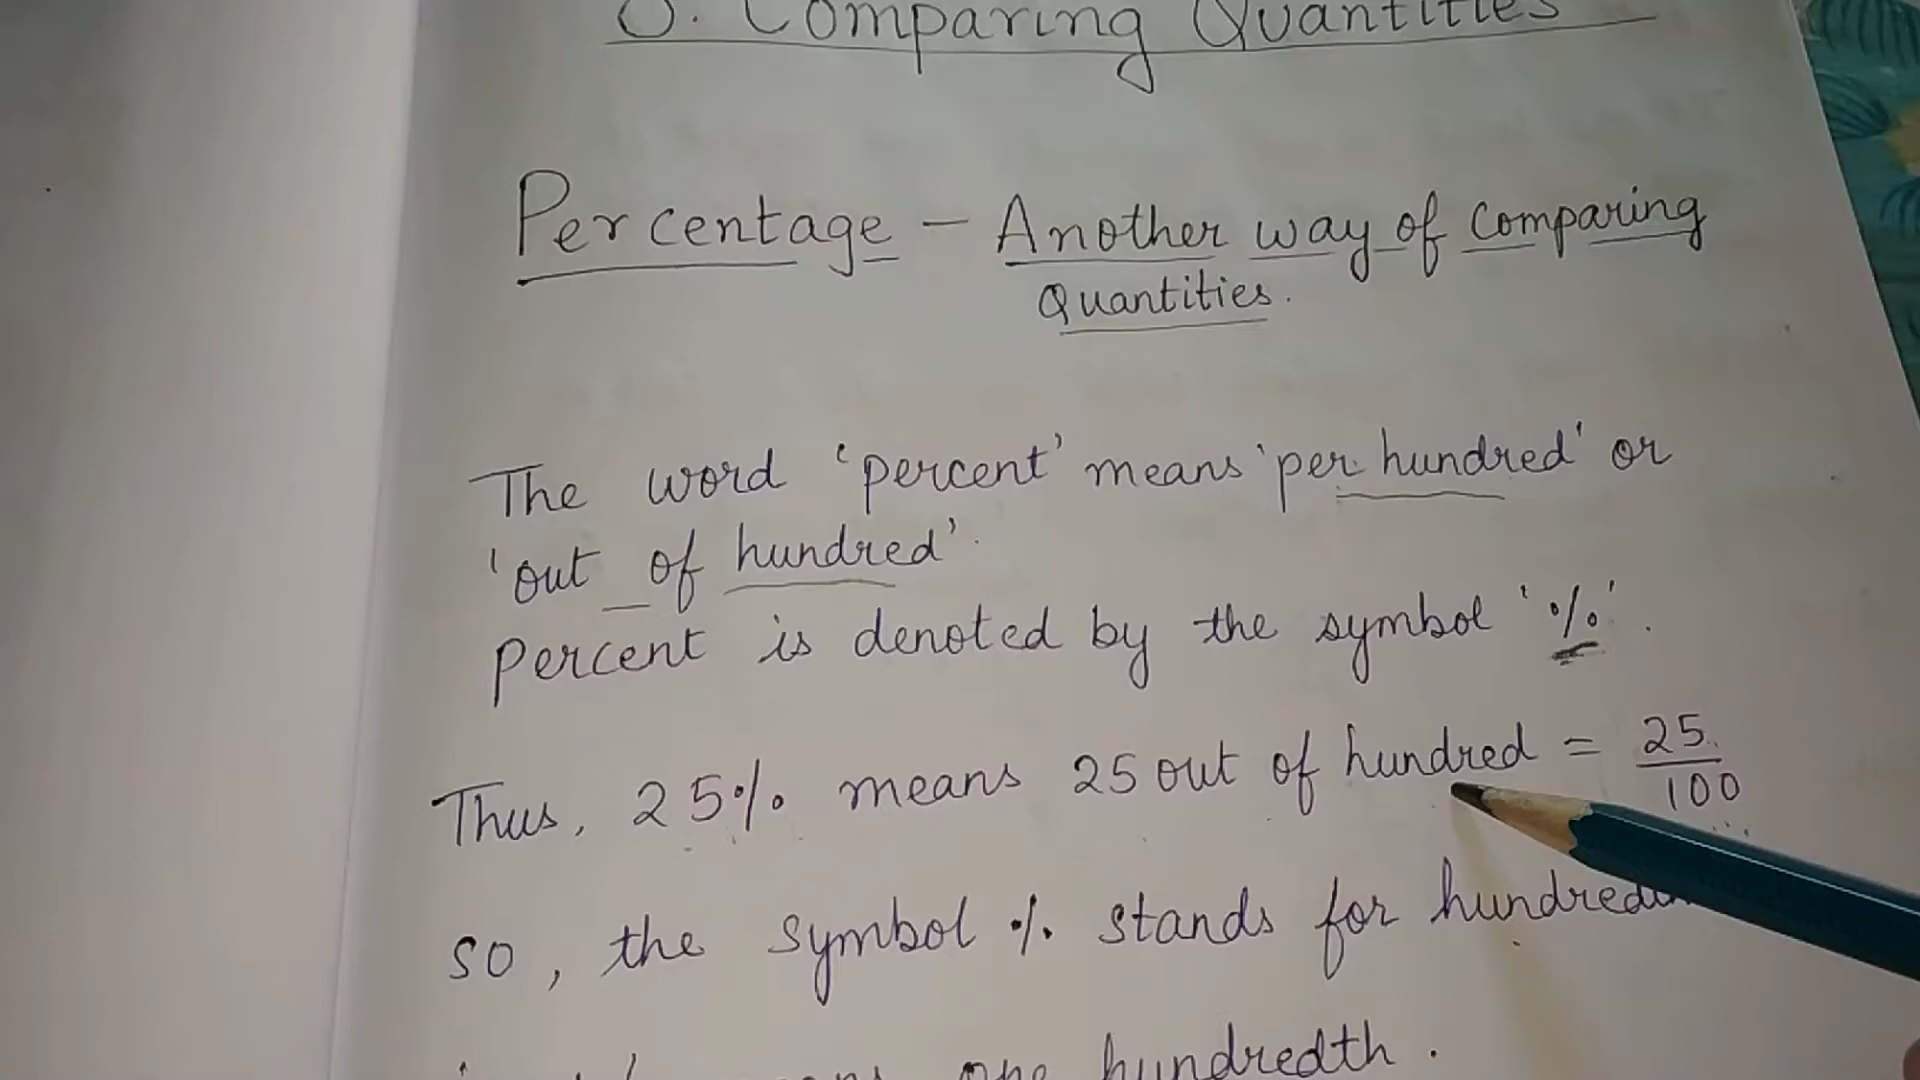 Comparing Quantities
Percentage - Another way of Comparing
Quantities.
The word 'percent' means 'per hundred' or
'out of hundred'.
Percent is denoted by the symbol '%'.
Thus, 25% means 25 out of hundred = 25/100
so, the symbol % stands for
one hundredth.